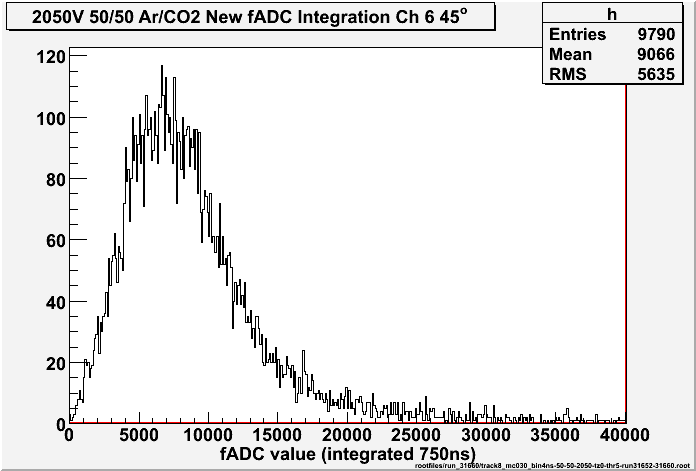 2050V 50/50 Ar/CO2 New fADC Integration Ch 6 45°
h
Entries 9790
Mean 9066
RMS 5635
120
100
80
60
40
20
0
0 5000 10000 15000 20000 25000 30000 35000 40000
fADC value (integrated 750ns)
rootfiles/run_31660/track8_mc030_bin4ns-50-50-2050-tz0-thr5-run31652-31660.root